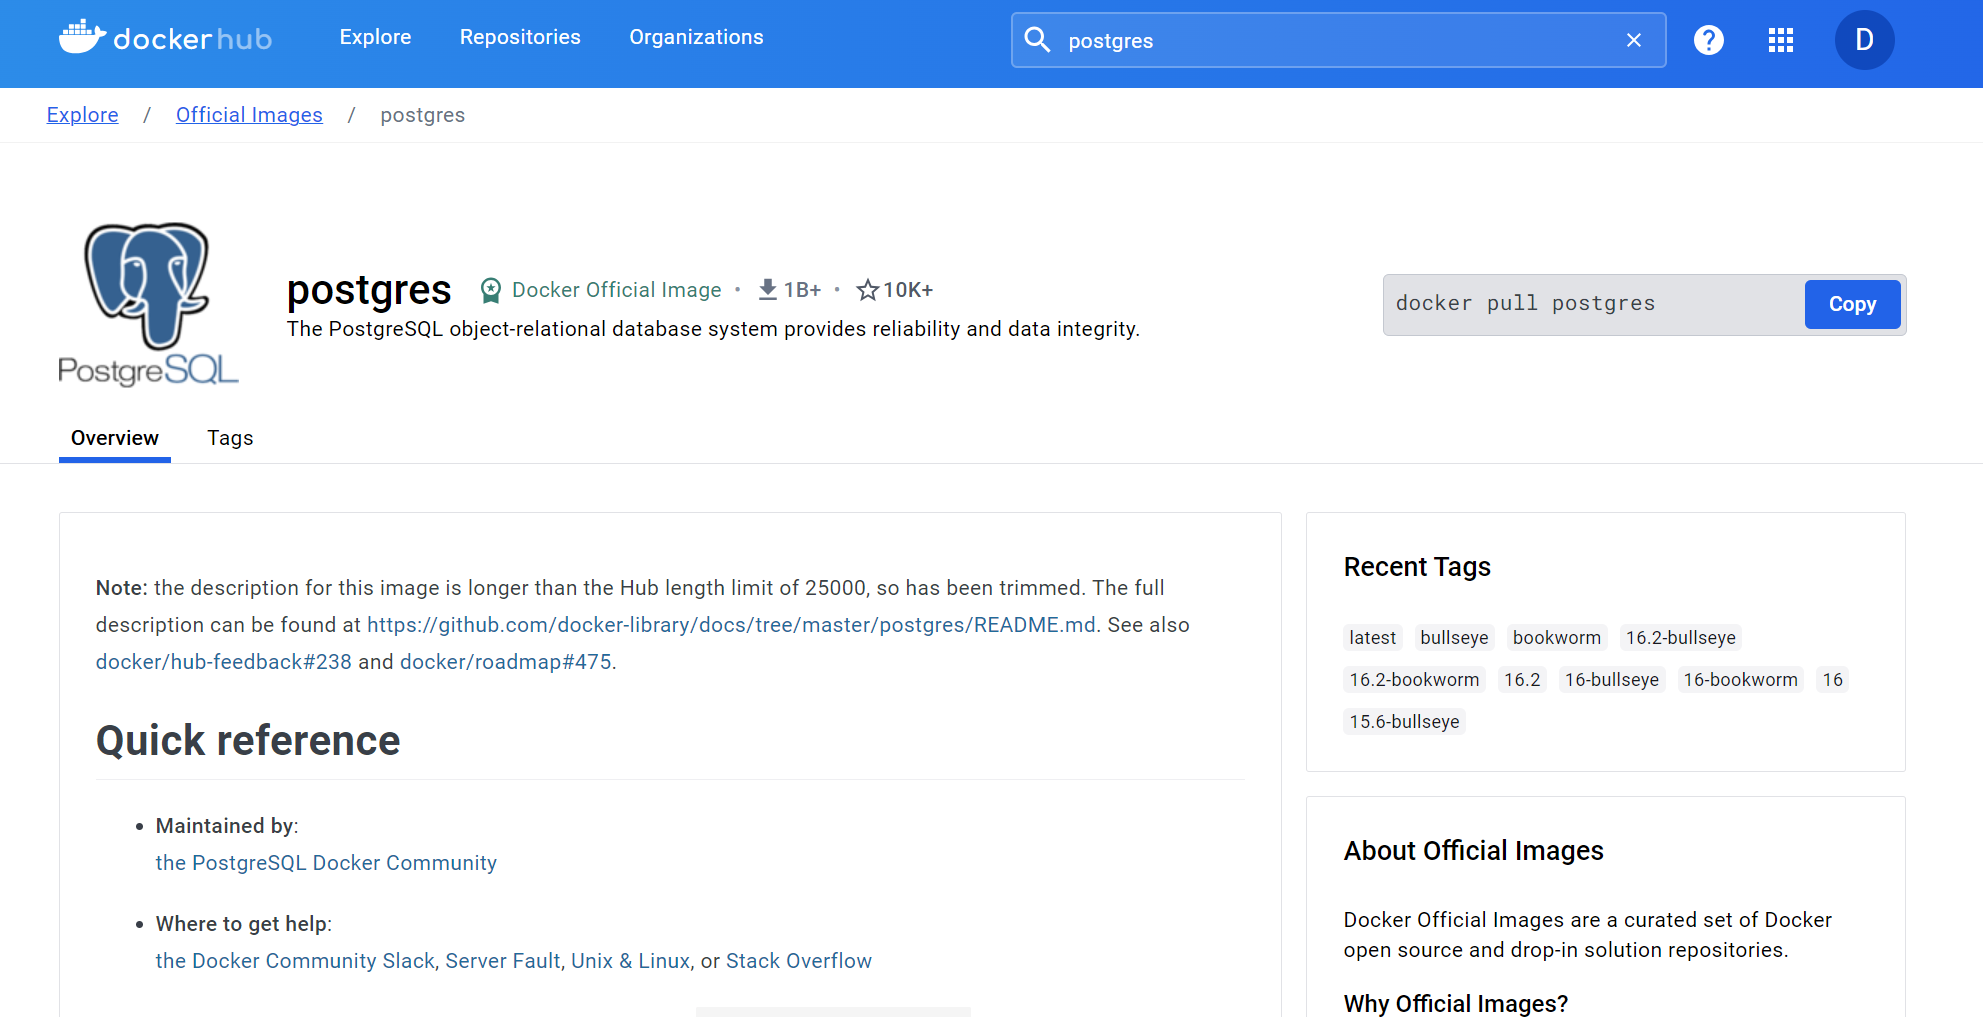 docker hub
Explore Repositories Organizations
postgres
D
Explore / Official Images / postgres
PostgreSQL
postgres Docker Official Image • 1B+ • 10K+
The PostgreSQL object-relational database system provides reliability and data integrity.
docker pull postgres
Copy
Overview Tags
Note: the description for this image is longer than the Hub length limit of 25000, so has been trimmed. The full
description can be found at https://github.com/docker-library/docs/tree/master/postgres/README.md. See also
docker/hub-feedback#238 and docker/roadmap#475.
Quick reference
• Maintained by:
the PostgreSQL Docker Community
• Where to get help:
the Docker Community Slack, Server Fault, Unix & Linux, or Stack Overflow
Recent Tags
latest bullseye bookworm 16.2-bullseye
16.2-bookworm 16.2 16-bullseye 16-bookworm 16
15.6-bullseye
About Official Images
Docker Official Images are a curated set of Docker
open source and drop-in solution repositories.
Why Official Images?